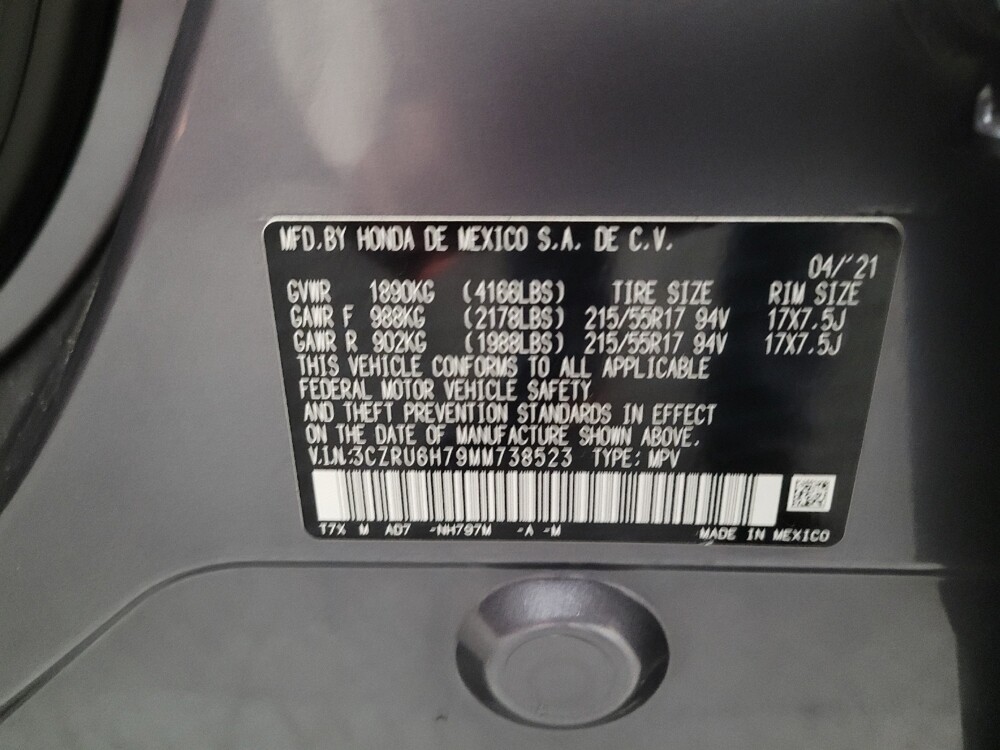 MFD.BY HONDA DE MEXICO S.A. DE C.V.
04/'21
GVWR 1890KG (4168LBS) TIRE SIZE RIM SIZE
GAWR F 988KG (2178LBS) 215/55R17 94V 17X7.5J
GAWR R 902KG (1988LBS) 215/55R17 94V 17X7.5J
THIS VEHICLE CONFORMS TO ALL APPLICABLE
FEDERAL MOTOR VEHICLE SAFETY
AND THEFT PREVENTION STANDARDS IN EFFECT
ON THE DATE OF MANUFACTURE SHOWN ABOVE.
V.I.N:3CZRU6H79MM738523 TYPE: MPV
T7X M AD7 -NH797M -A -M MADE IN MEXICO